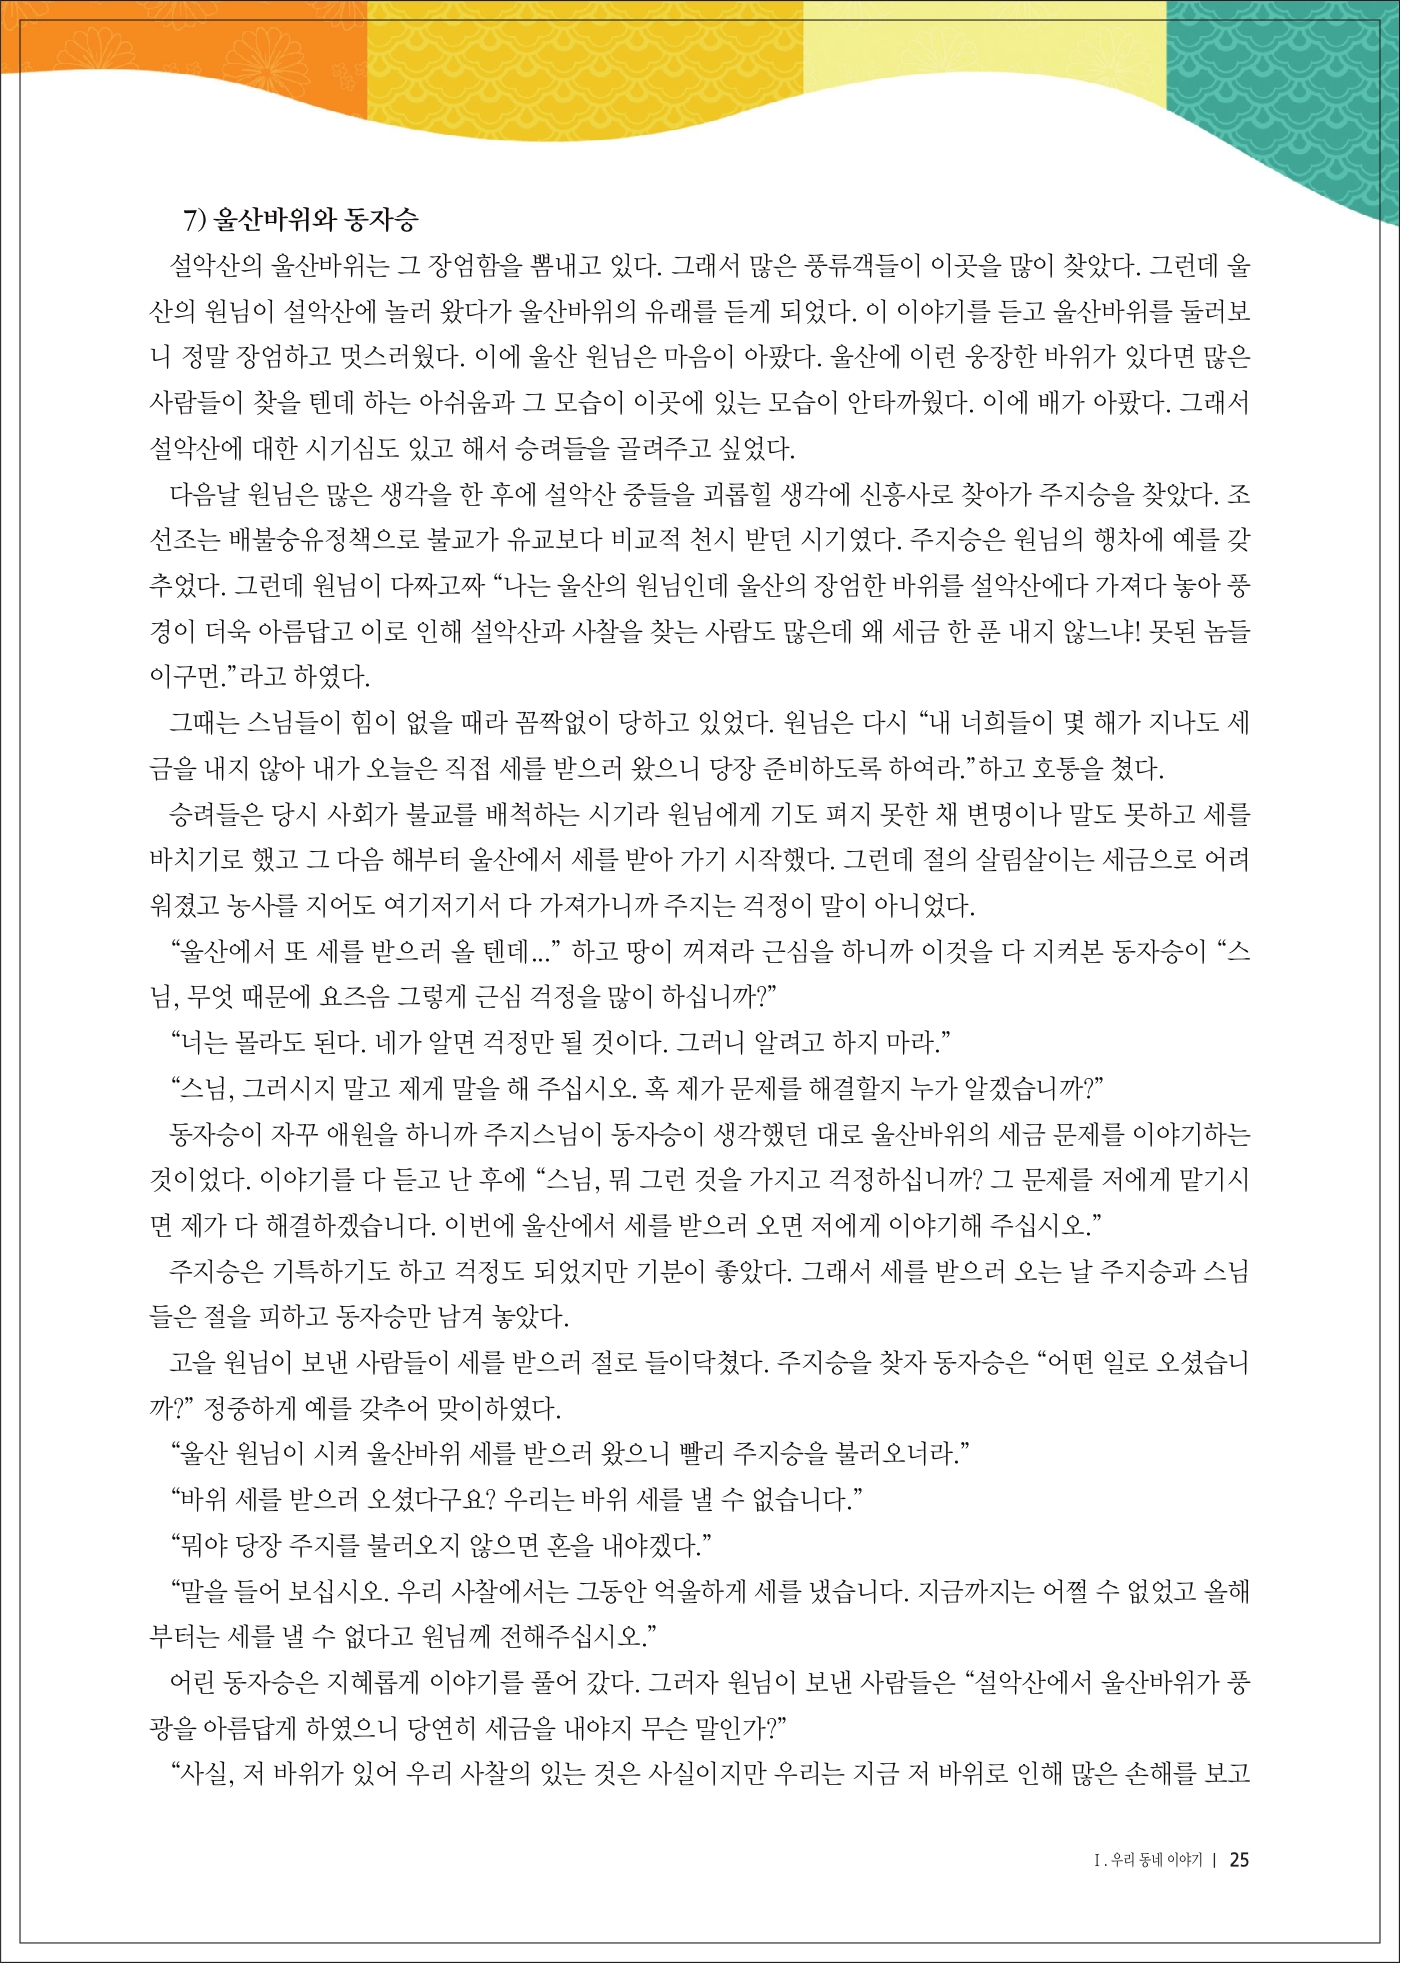 7) 울산바위와 동자승
설악산의 울산바위는 그 장엄함을 뽐내고 있다. 그래서 많은 풍류객들이 이곳을 많이 찾았다. 그런데 울
산의 원님이 설악산에 놀러 왔다가 울산바위의 유래를 듣게 되었다. 이 이야기를 듣고 울산바위를 둘러보
니 정말 장엄하고 멋스러웠다. 이에 울산 원님은 마음이 아팠다. 울산에 이런 웅장한 바위가 있다면 많은
사람들이 찾을 텐데 하는 아쉬움과 그 모습이 이곳에 있는 모습이 안타까웠다. 이에 배가 아팠다. 그래서
설악산에 대한 시기심도 있고 해서 승려들을 골려주고 싶었다.
다음날 원님은 많은 생각을 한 후에 설악산 중들을 괴롭힐 생각에 신흥사로 찾아가 주지승을 찾았다. 조
선조는 배불숭유정책으로 불교가 유교보다 비교적 천시 받던 시기였다. 주지승은 원님의 행차에 예를 갖
추었다. 그런데 원님이 다짜고짜 “나는 울산의 원님인데 울산의 장엄한 바위를 설악산에다 가져다 놓아 풍
경이 더욱 아름답고 이로 인해 설악산과 사찰을 찾는 사람도 많은데 왜 세금 한 푼 내지 않느냐! 못된 놈들
이구먼.”라고 하였다.
그때는 스님들이 힘이 없을 때라 꼼짝없이 당하고 있었다. 원님은 다시 “내 너희들이 몇 해가 지나도 세
금을 내지 않아 내가 오늘은 직접 세를 받으러 왔으니 당장 준비하도록 하여라.”하고 호통을 쳤다.
승려들은 당시 사회가 불교를 배척하는 시기라 원님에게 기도 펴지 못한 채 변명이나 말도 못하고 세를
바치기로 했고 그 다음 해부터 울산에서 세를 받아 가기 시작했다. 그런데 절의 살림살이는 세금으로 어려
워졌고 농사를 지어도 여기저기서 다 가져가니까 주지는 걱정이 말이 아니었다.
“울산에서 또 세를 받으러 올 텐데...” 하고 땅이 꺼져라 근심을 하니까 이것을 다 지켜본 동자승이 “스
님, 무엇 때문에 요즈음 그렇게 근심 걱정을 많이 하십니까?”
“너는 몰라도 된다. 네가 알면 걱정만 될 것이다. 그러니 알려고 하지 마라.”
“스님, 그러시지 말고 제게 말을 해 주십시오. 혹 제가 문제를 해결할지 누가 알겠습니까?”
동자승이 자꾸 애원을 하니까 주지스님이 동자승이 생각했던 대로 울산바위의 세금 문제를 이야기하는
것이었다. 이야기를 다 듣고 난 후에 “스님, 뭐 그런 것을 가지고 걱정하십니까? 그 문제를 저에게 맡기시
면 제가 다 해결하겠습니다. 이번에 울산에서 세를 받으러 오면 저에게 이야기해 주십시오.”
주지승은 기특하기도 하고 걱정도 되었지만 기분이 좋았다. 그래서 세를 받으러 오는 날 주지승과 스님
들은 절을 피하고 동자승만 남겨 놓았다.
고을 원님이 보낸 사람들이 세를 받으러 절로 들이닥쳤다. 주지승을 찾자 동자승은 “어떤 일로 오셨습니
까?” 정중하게 예를 갖추어 맞이하였다.
“울산 원님이 시켜 울산바위 세를 받으러 왔으니 빨리 주지승을 불러오너라.”
“바위 세를 받으러 오셨다구요? 우리는 바위 세를 낼 수 없습니다.”
“뭐야 당장 주지를 불러오지 않으면 혼을 내야겠다.”
“말을 들어 보십시오. 우리 사찰에서는 그동안 억울하게 세를 냈습니다. 지금까지는 어쩔 수 없었고 올해
부터는 세를 낼 수 없다고 원님께 전해주십시오.”
어린 동자승은 지혜롭게 이야기를 풀어 갔다. 그러자 원님이 보낸 사람들은 “설악산에서 울산바위가 풍
광을 아름답게 하였으니 당연히 세금을 내야지 무슨 말인가?”
“사실, 저 바위가 있어 우리 사찰의 있는 것은 사실이지만 우리는 지금 저 바위로 인해 많은 손해를 보고
Ⅰ. 우리 동네 이야기 | 25